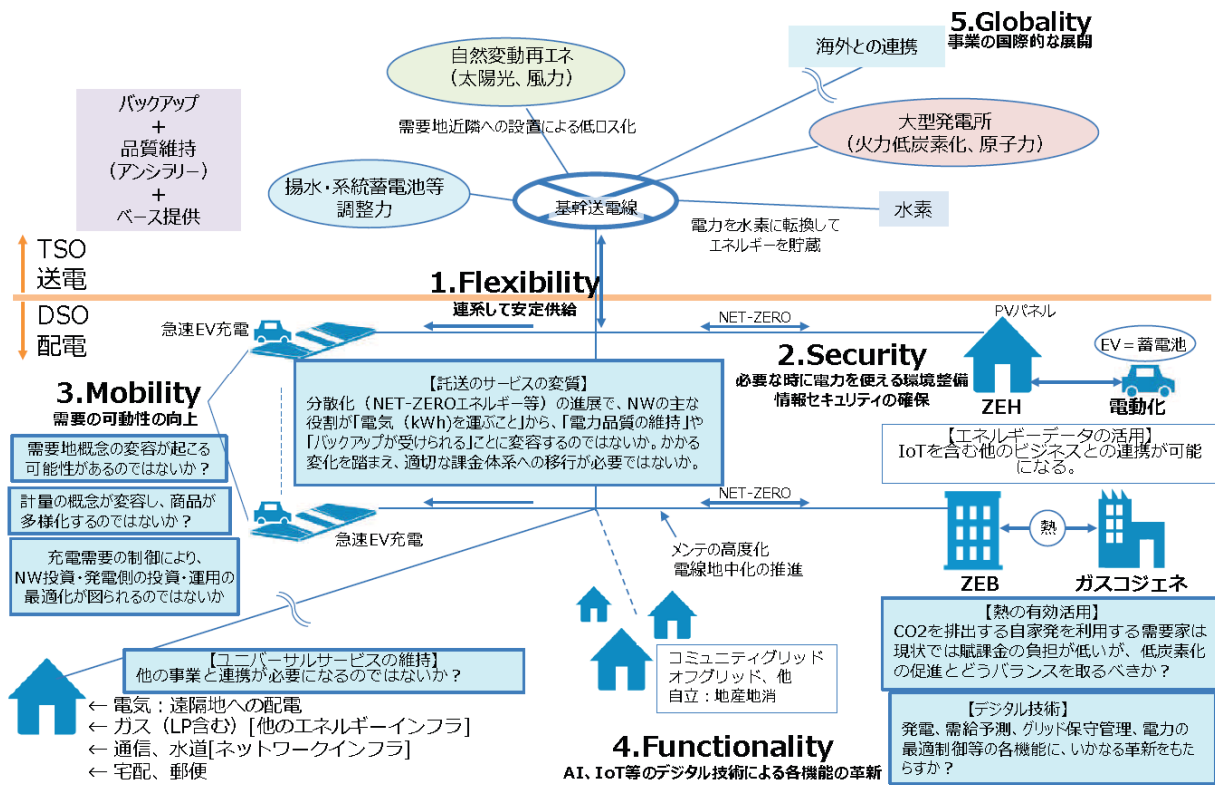 5.Globality
事業の国際的な展開
海外との連携
自然変動再エネ
(太陽光、風力)
バックアップ
+
品質維持
(アンシラリー)
+
ベース提供
需要地近隣への設置による低ロス化
大型発電所
(火力低炭素化、原子力)
揚水・系統蓄電池等
調整力
基幹送電線
水素
電力を水素に転換して
エネルギーを貯蔵
TSO
送電
1.Flexibility
連系して安定供給
DSO
配電
急速EV充電
NET-ZERO
PVパネル
2.Security
必要な時に電力を使える環境整備
情報セキュリティの確保
EV=蓄電池
ZEH
電動化
3.Mobility
需要の可動性の向上
【託送のサービスの変質】
分散化(NET-ZEROエネルギー等)の進展で、NWの主な
役割が「電気(kWh)を運ぶこと」から、「電力品質の維持」や
「バックアップが受けられる」ことに変容するのではないか。かかる
変化を踏まえ、適切な課金体系への移行が必要ではないか。
需要地概念の変容が起こる
可能性があるのではないか?
計量の概念が変容し、商品が
多様化するのではないか?
充電需要の制御により、
NW投資・発電側の投資・運用の
最適化が図られるのではないか
【エネルギーデータの活用】
IoTを含む他のビジネスとの連携が可能
になる。
NET-ZERO
急速EV充電
メンテの高度化
電線地中化の推進
熱
ZEB
ガスコジェネ
【熱の有効活用】
CO2を排出する自家発を利用する需要家は
現状では賦課金の負担が低いが、低炭素化
の促進とどうバランスを取るべきか?
【ユニバーサルサービスの維持】
他の事業と連携が必要になるのではないか?
← 電気:遠隔地への配電
← ガス(LP含む)[他のエネルギーインフラ]
← 通信、水道[ネットワークインフラ]
← 宅配、郵便
コミュニティグリッド
オフグリッド、他
自立:地産地消
4.Functionality
AI、IoT等のデジタル技術による各機能の革新
【デジタル技術】
発電、需給予測、グリッド保守管理、電力の
最適制御等の各機能に、いかなる革新をもた
らすか?